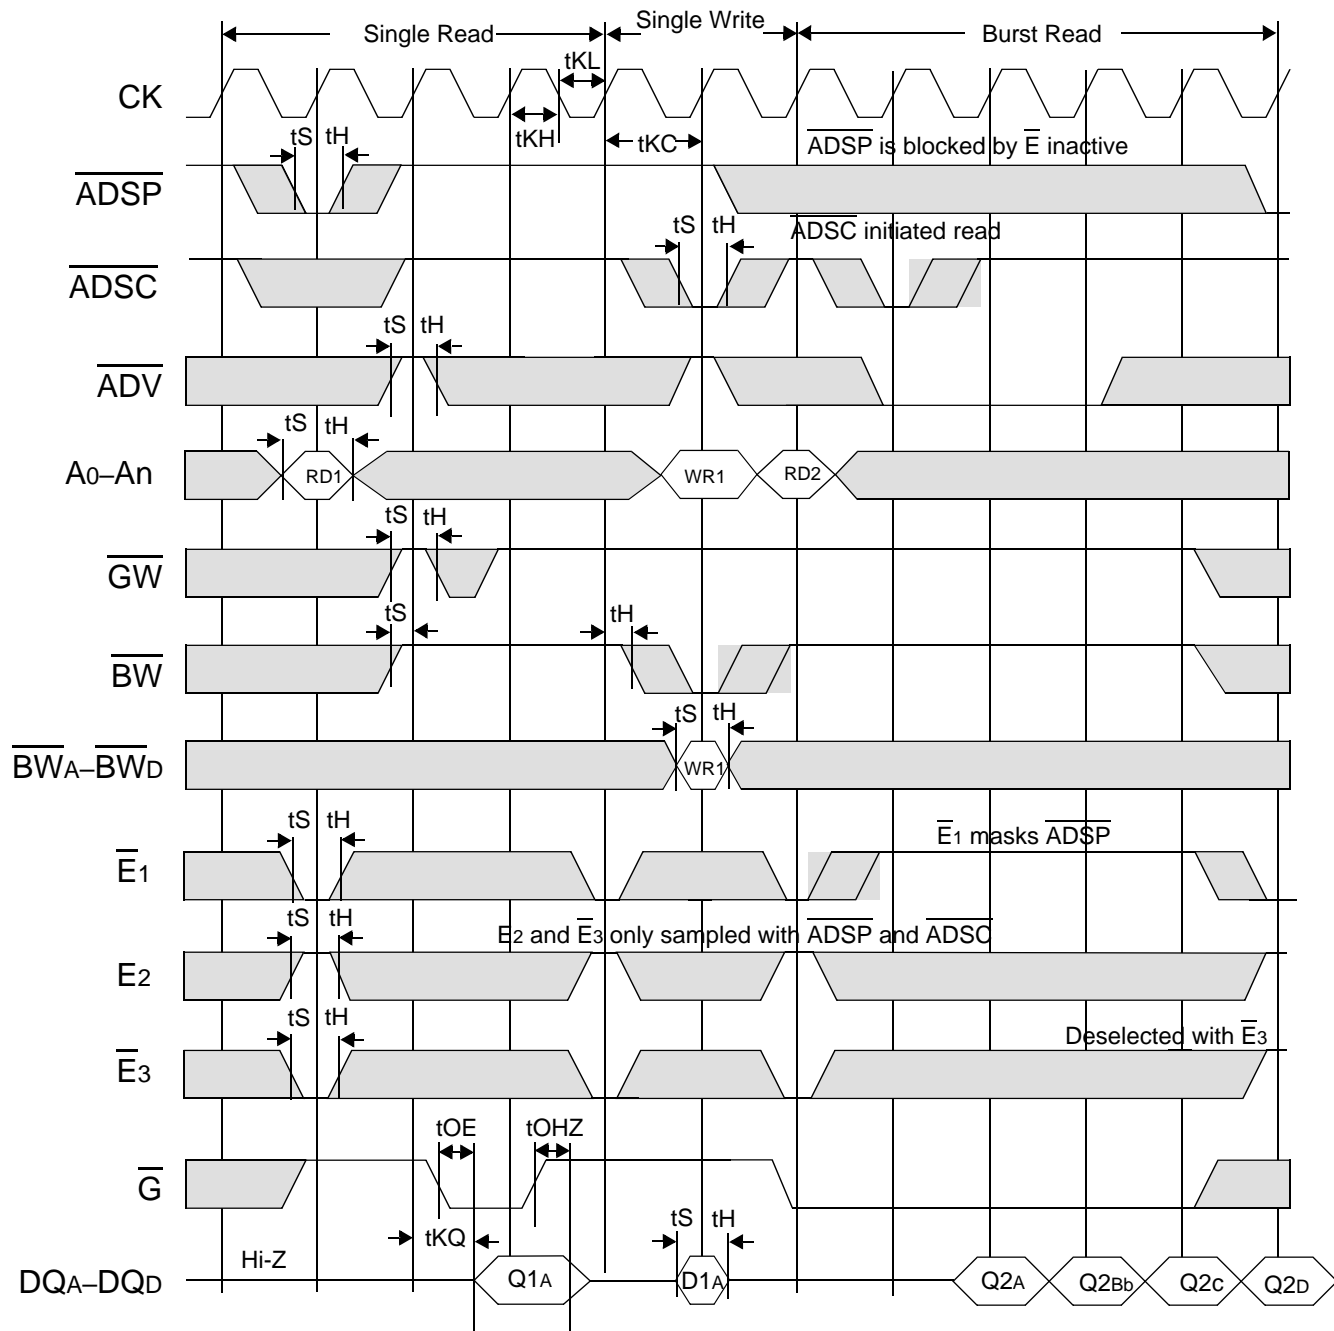 Single Read
Single Write
Burst Read
tKL
CK
tKH
tKC
tS tH
ADSP is blocked by E inactive
ADSP
tS tH
ADSC initiated read
ADSC
tS tH
ADV
tS tH
A0–An
RD1
WR1
RD2
tS tH
GW
tS
tH
BW
tS tH
BWA–BWD
WR1
tS tH
E1 masks ADSP
E1
tS tH
E2 and E3 only sampled with ADSP and ADSC
E2
tS tH
Deselected with E3
E3
tOE
tOHZ
G
tKQ
tS tH
Hi-Z
DQA–DQD
Q1A
D1A
Q2A
Q2Bb
Q2c
Q2D